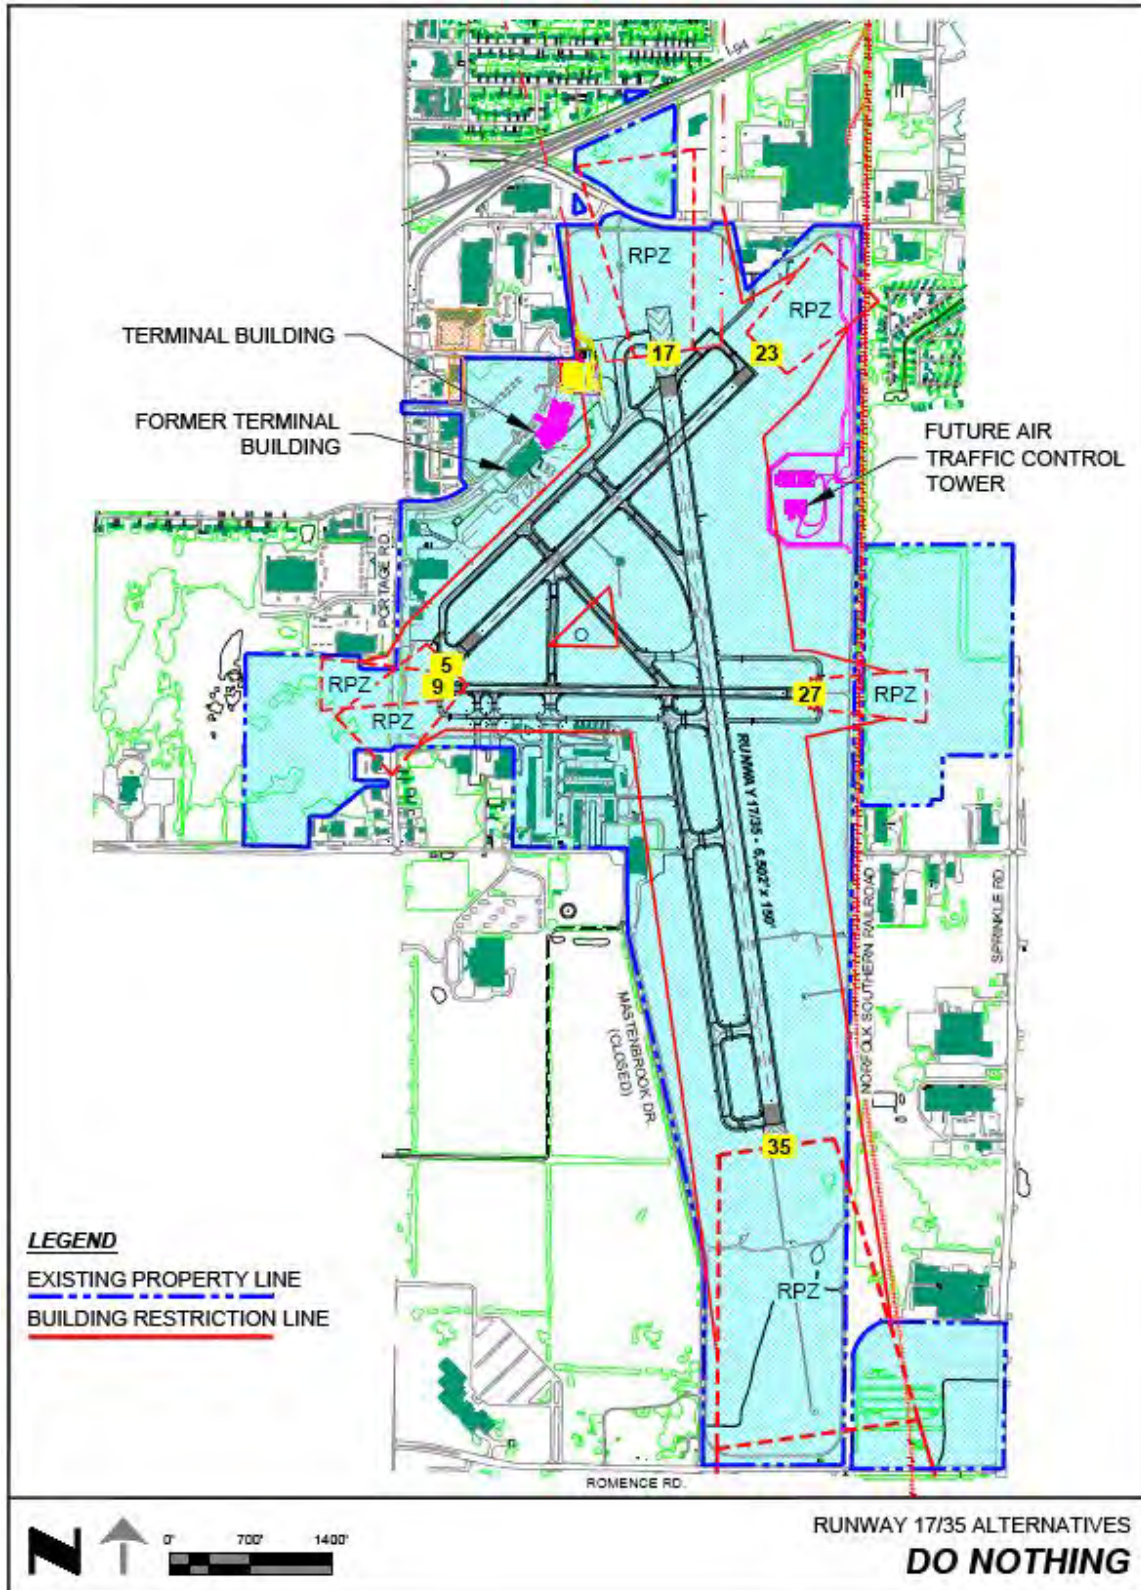 I-94
RPZ
RPZ
TERMINAL BUILDING
17
23
FORMER TERMINAL
BUILDING
FUTURE AIR
TRAFFIC CONTROL
TOWER
PORTAGE RD.
5
9
RPZ
27
RPZ
RPZ
RUNWAY 17/35 - 6,502' x 150'
NORFOLK SOUTHERN RAILROAD
SPRINKLE RD.
MASTENBROOK DR.
(CLOSED)
35
LEGEND
EXISTING PROPERTY LINE
BUILDING RESTRICTION LINE
RPZ
ROMENCE RD.
N
0' 700' 1400'
RUNWAY 17/35 ALTERNATIVES
DO NOTHING